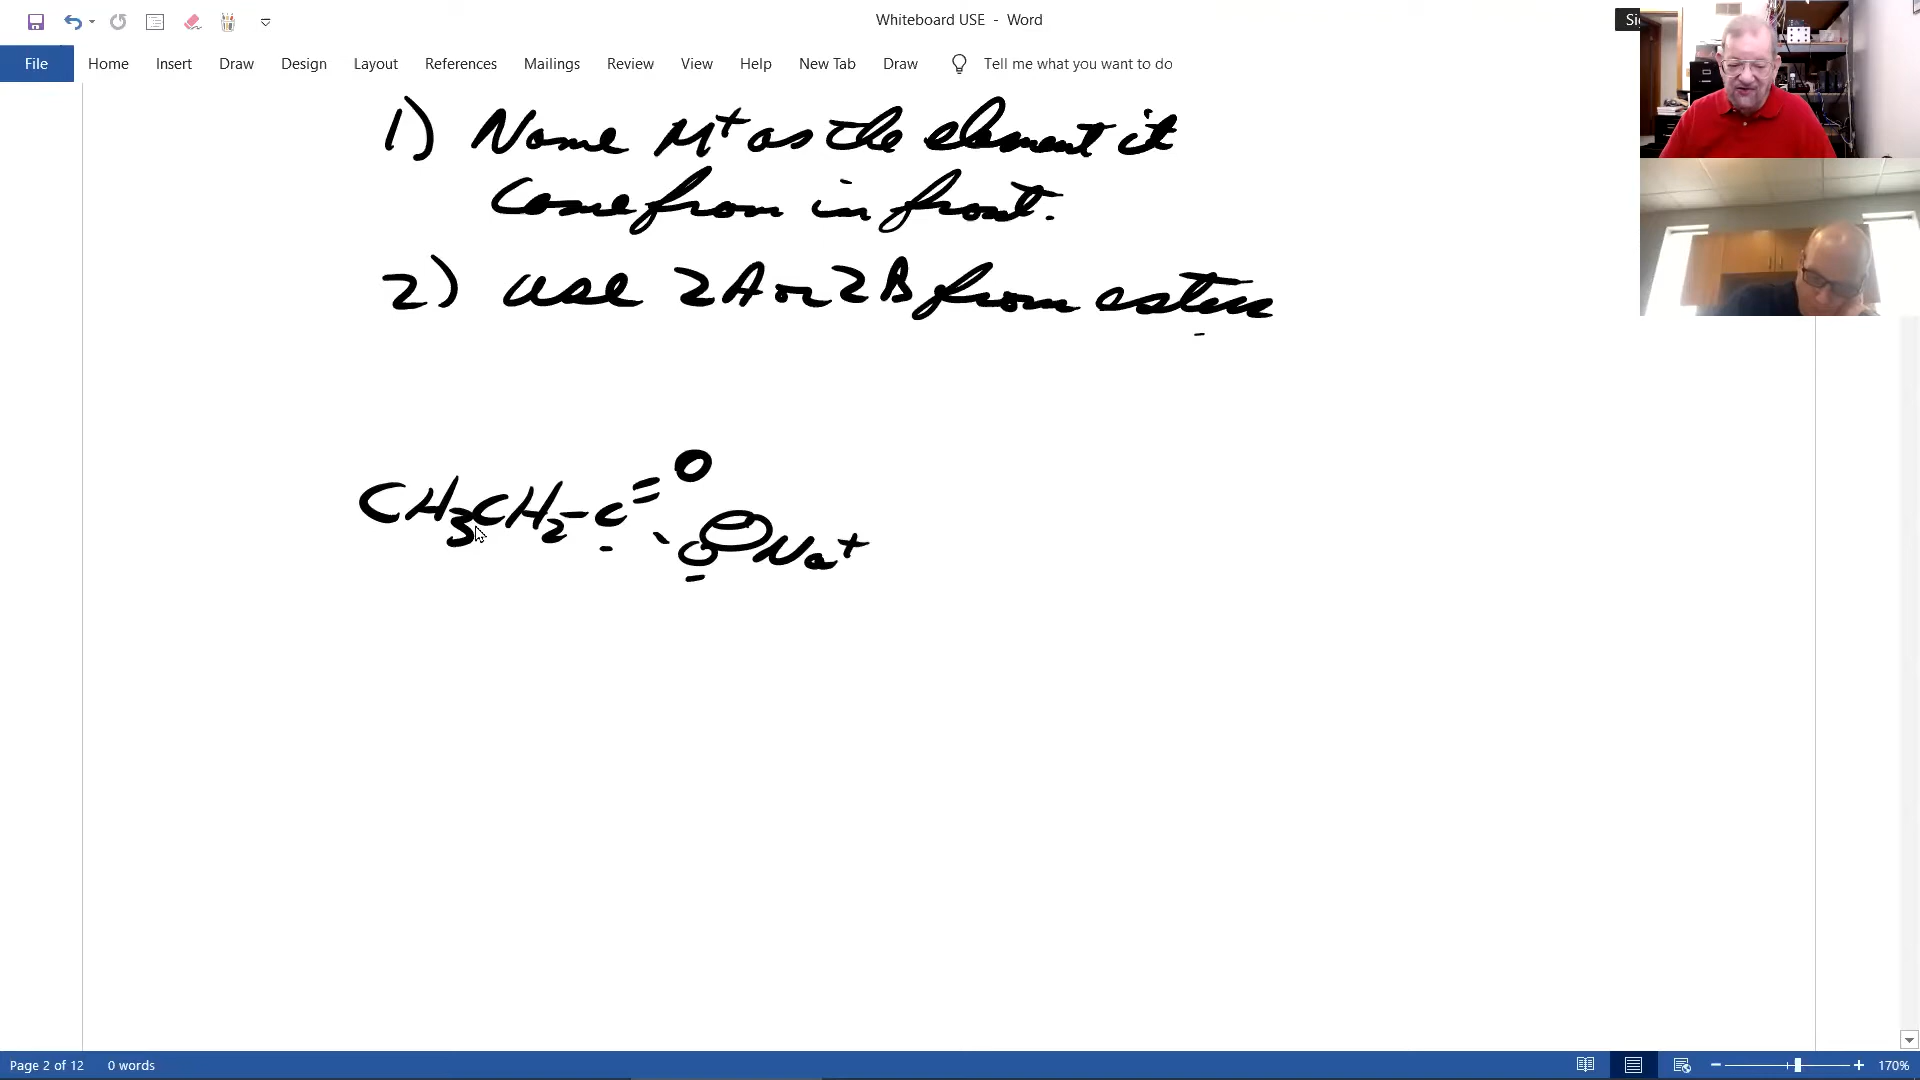 Whiteboard USE - Word
Si
File Home Insert Draw Design Layout References Mailings Review View Help New Tab Draw Tell me what you want to do
1) Name M+ as the element it
come from in front.
2) use 2A or 2B from esters
O
CH3CH2-C=
O⊖Na+
Page 2 of 12 0 words 170%